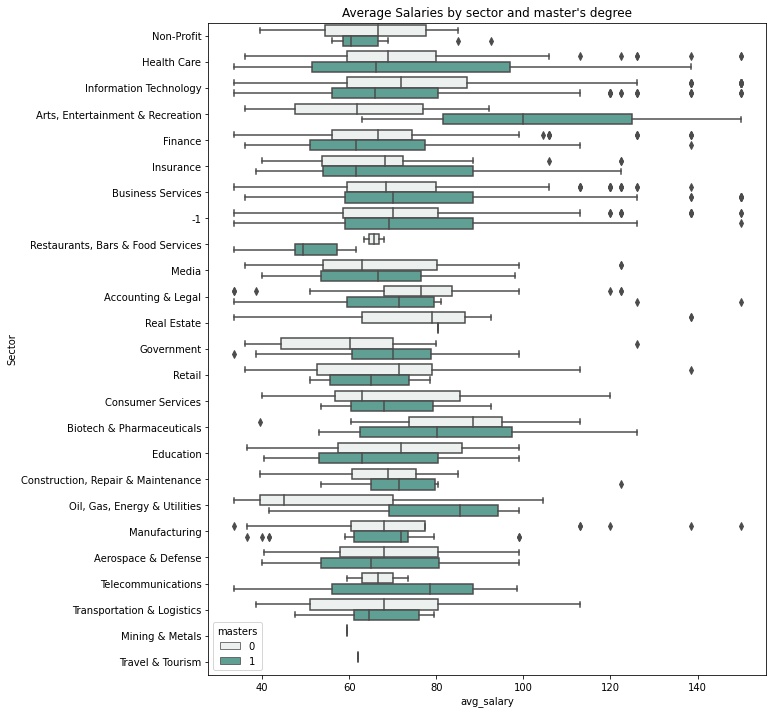 Average Salaries by sector and master's degree
Non-Profit
Health Care
Information Technology
Arts, Entertainment & Recreation
Finance
Insurance
Business Services
-1
Restaurants, Bars & Food Services
Media
Accounting & Legal
Real Estate
Government
Retail
Consumer Services
Biotech & Pharmaceuticals
Education
Construction, Repair & Maintenance
Oil, Gas, Energy & Utilities
Manufacturing
Aerospace & Defense
Telecommunications
Transportation & Logistics
Mining & Metals
Travel & Tourism
Sector
masters
0
1
40 60 80 100 120 140
avg_salary